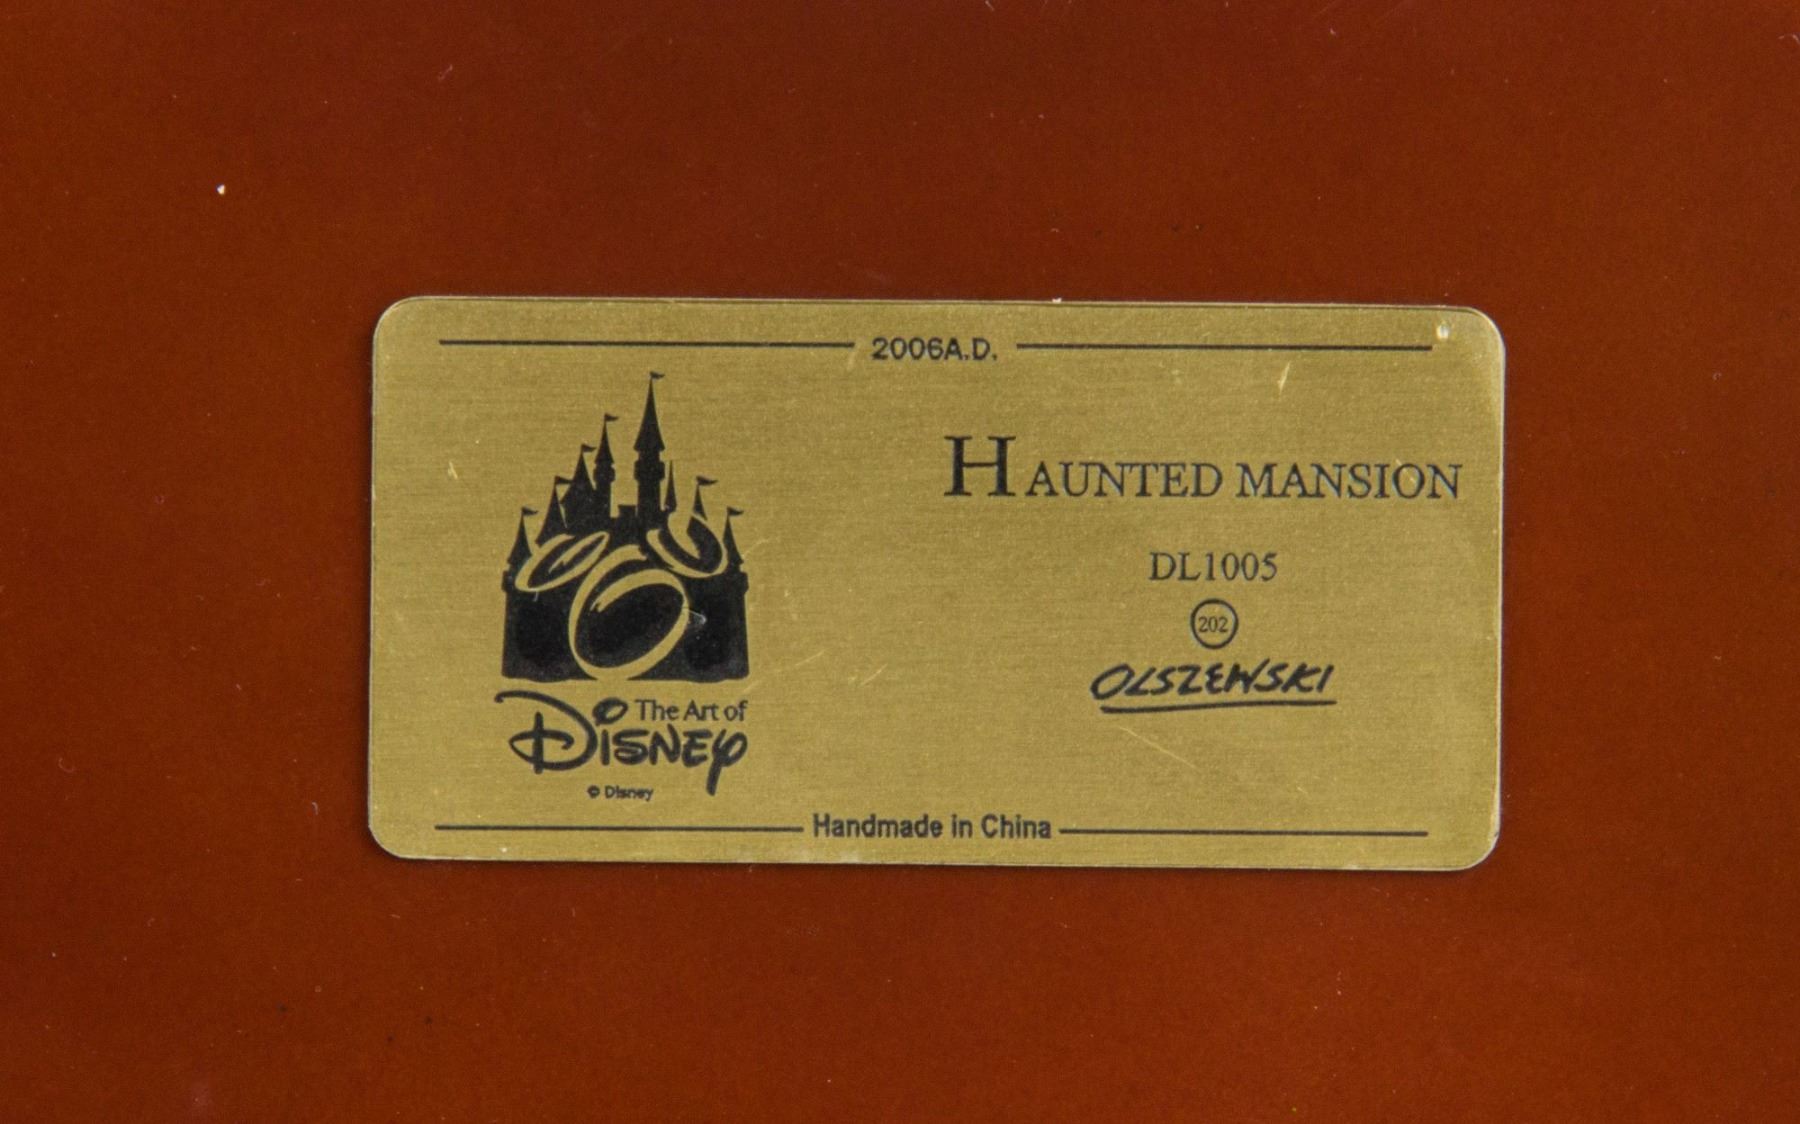 2006A.D.
HAUNTED MANSION
DL1005
202
OLSZEWSKI
The Art of
Disney
© Disney
Handmade in China